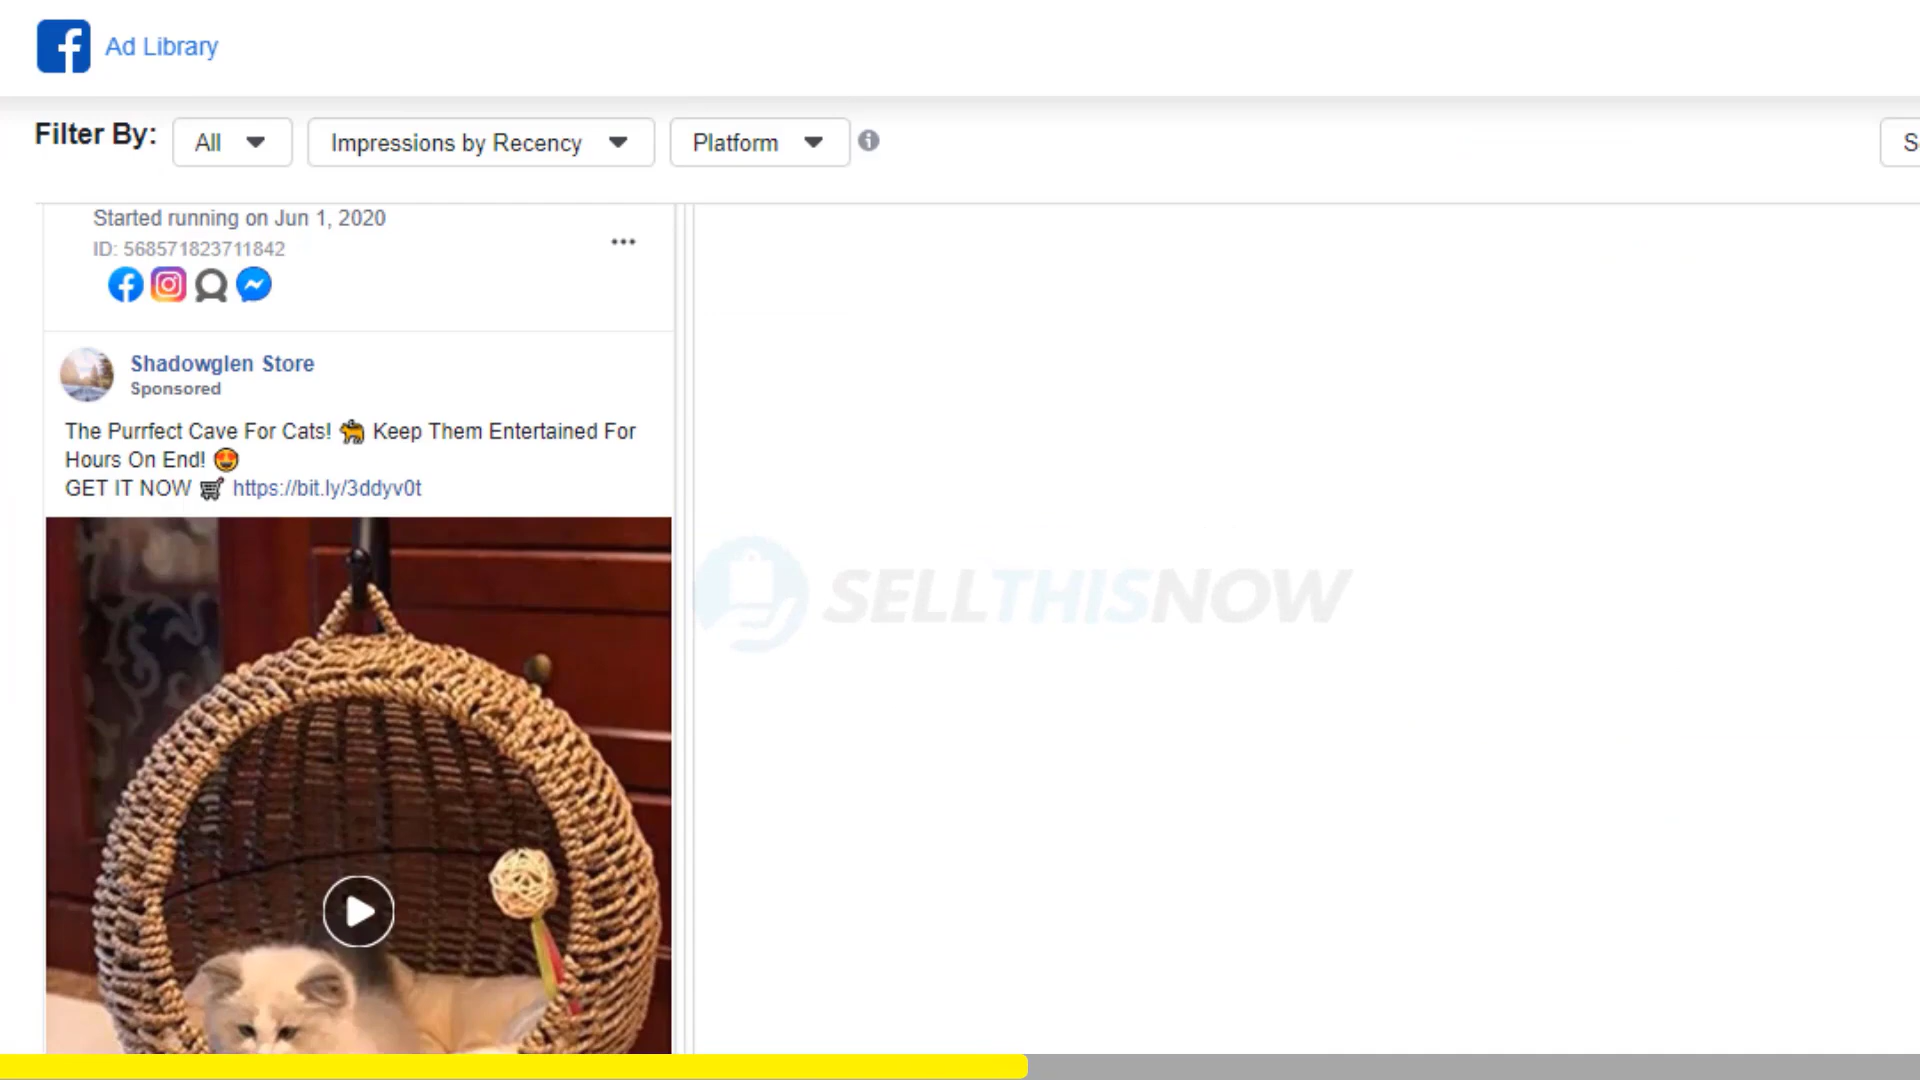 Ad Library
Filter By:
All
Impressions by Recency
Platform
S
Started running on Jun 1, 2020
ID: 568571823711842
Shadowglen Store
Sponsored
The Purrfect Cave For Cats! 🐈 Keep Them Entertained For
Hours On End! 😍
GET IT NOW 🛒 https://bit.ly/3ddyv0t
SELLTHISNOW